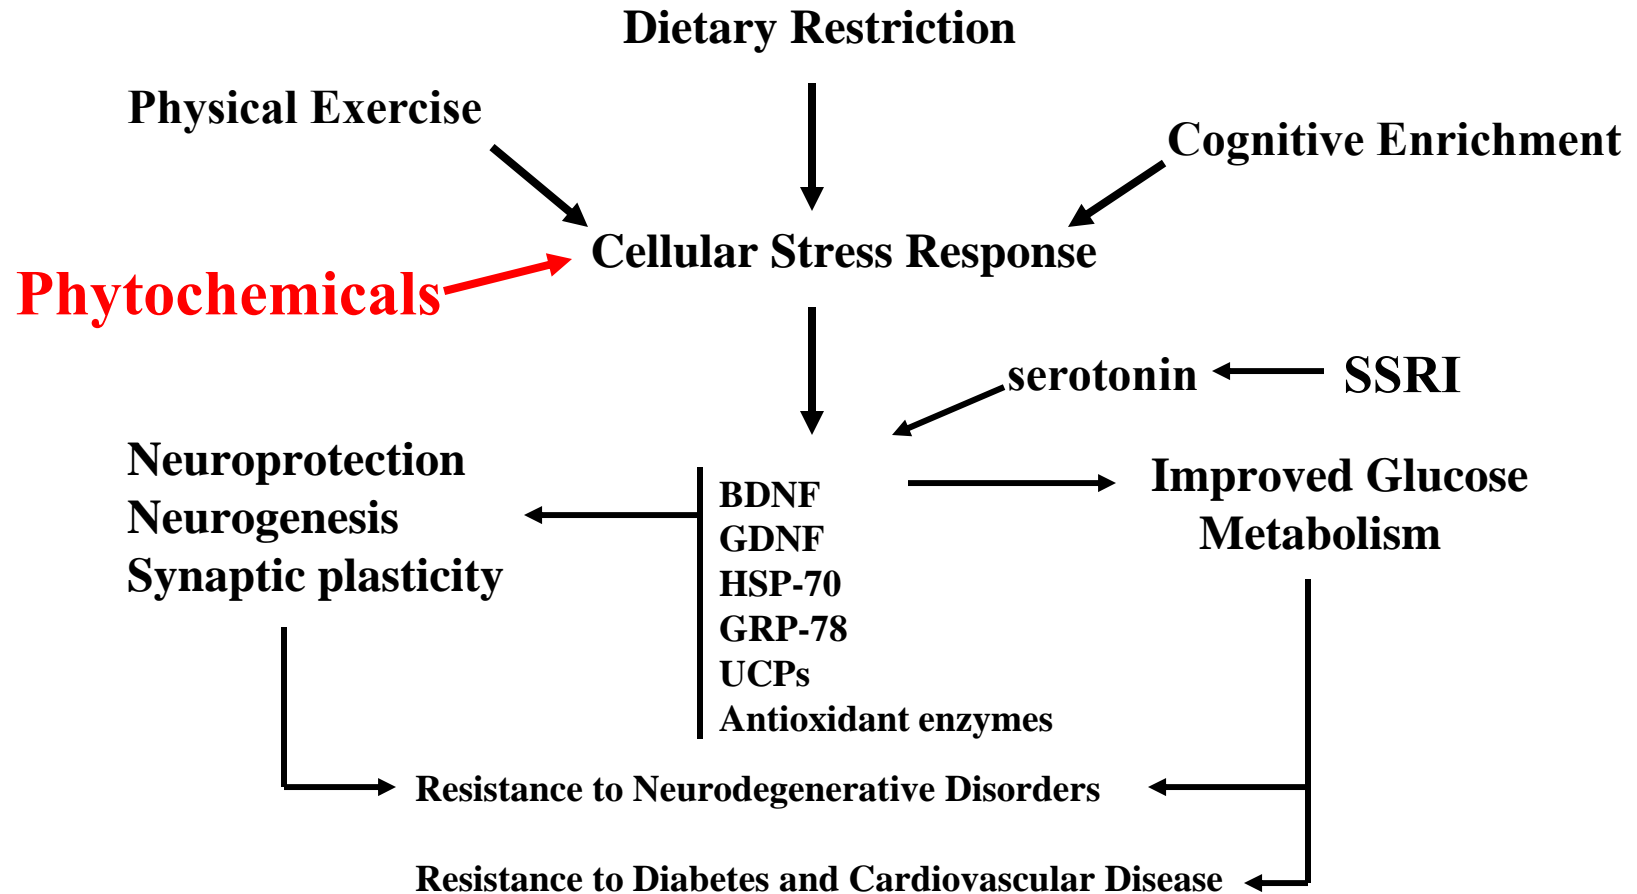 Dietary Restriction
Physical Exercise
Cognitive Enrichment
Cellular Stress Response
Phytochemicals
serotonin
SSRI
Neuroprotection
Neurogenesis
Synaptic plasticity
BDNF
GDNF
HSP-70
GRP-78
UCPs
Antioxidant enzymes
Improved Glucose
Metabolism
Resistance to Neurodegenerative Disorders
Resistance to Diabetes and Cardiovascular Disease